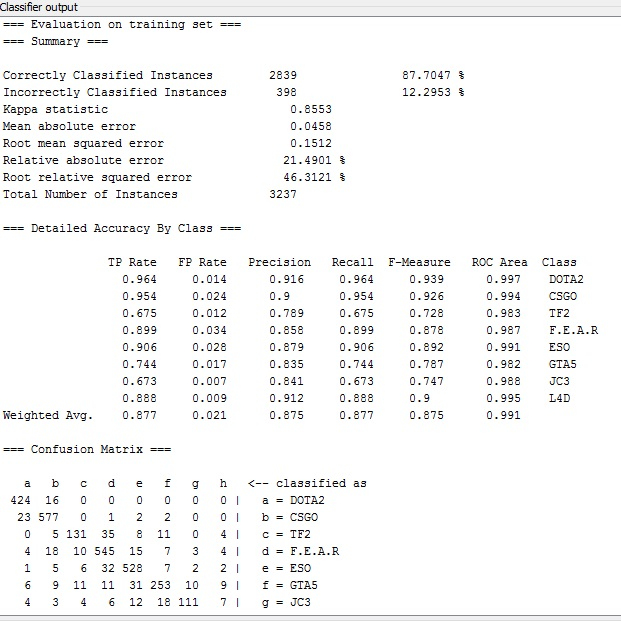 Classifier output
=== Evaluation on training set ===
=== Summary ===
Correctly Classified Instances 2839 87.7047 %
Incorrectly Classified Instances 398 12.2953 %
Kappa statistic 0.8553
Mean absolute error 0.0458
Root mean squared error 0.1512
Relative absolute error 21.4901 %
Root relative squared error 46.3121 %
Total Number of Instances 3237
=== Detailed Accuracy By Class ===
TP Rate FP Rate Precision Recall F-Measure ROC Area Class
0.964 0.014 0.916 0.964 0.939 0.997 DOTA2
0.954 0.024 0.9 0.954 0.926 0.994 CSGO
0.675 0.012 0.789 0.675 0.728 0.983 TF2
0.899 0.034 0.858 0.899 0.878 0.987 F.E.A.R
0.906 0.028 0.879 0.906 0.892 0.991 ESO
0.744 0.017 0.835 0.744 0.787 0.982 GTA5
0.673 0.007 0.841 0.673 0.747 0.988 JC3
0.888 0.009 0.912 0.888 0.9 0.995 L4D
Weighted Avg. 0.877 0.021 0.875 0.877 0.875 0.991
=== Confusion Matrix ===
a b c d e f g h <-- classified as
424 16 0 0 0 0 0 0 | a = DOTA2
23 577 0 1 2 2 0 0 | b = CSGO
0 5 131 35 8 11 0 4 | c = TF2
4 18 10 545 15 7 3 4 | d = F.E.A.R
1 5 6 32 528 7 2 2 | e = ESO
6 9 11 11 31 253 10 9 | f = GTA5
4 3 4 6 12 18 111 7 | g = JC3